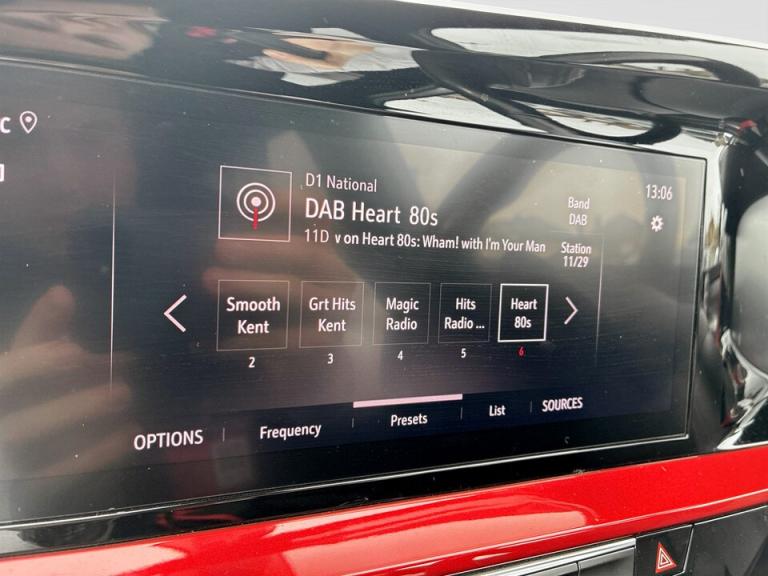 C
D1 National
13:06
DAB Heart 80s
Band
DAB
11D v on Heart 80s: Wham! with I'm Your Man
Station
11/29
Smooth
Kent
Grt Hits
Kent
Magic
Radio
Hits
Radio ...
Heart
80s
2
3
4
5
6
OPTIONS
Frequency
Presets
List
SOURCES